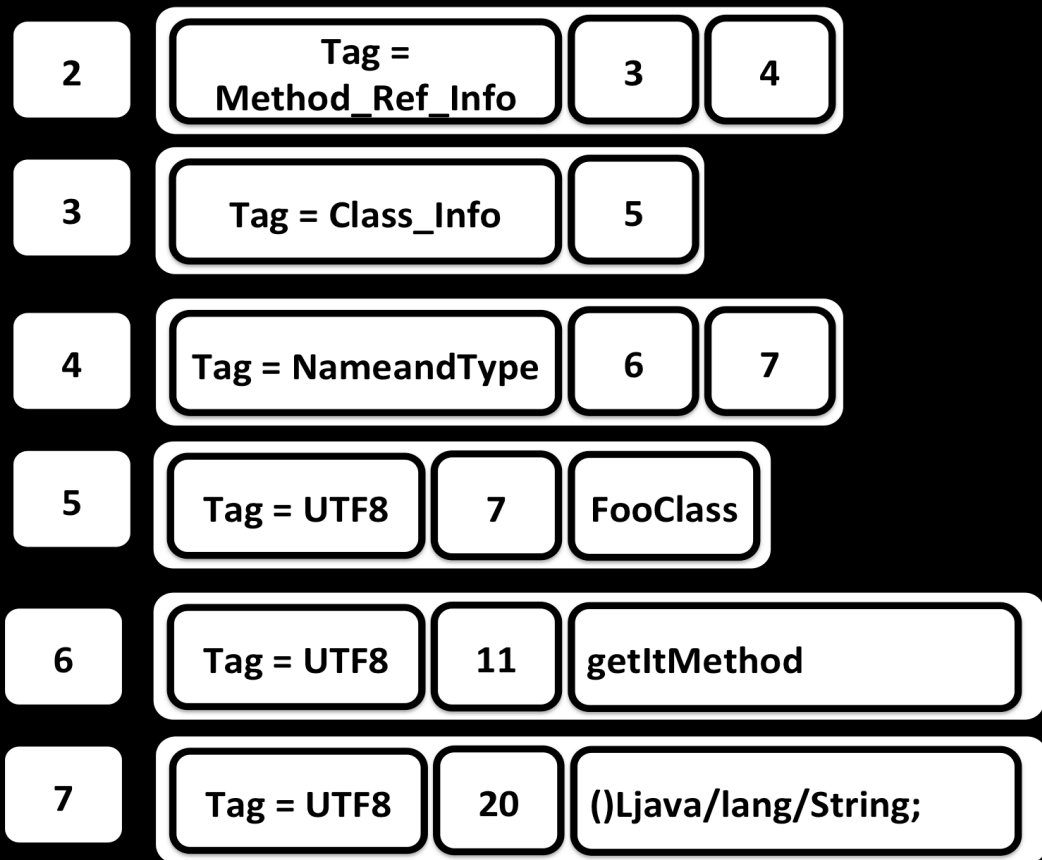 2 Tag = Method_Ref_Info 3 4
3 Tag = Class_Info 5
4 Tag = NameandType 6 7
5 Tag = UTF8 7 FooClass
6 Tag = UTF8 11 getItMethod
7 Tag = UTF8 20 ()Ljava/lang/String;